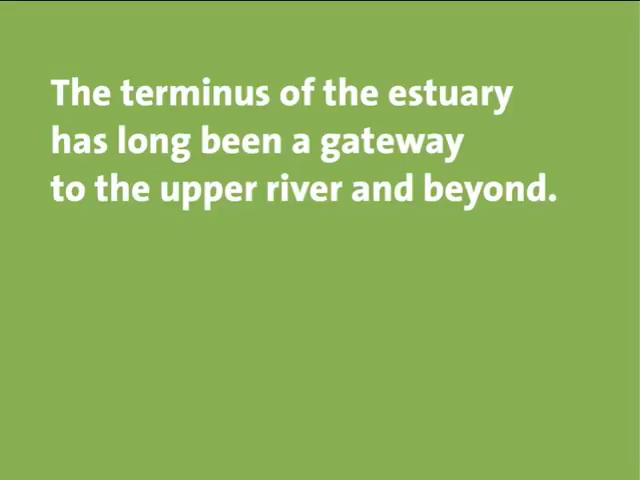 The terminus of the estuary
has long been a gateway
to the upper river and beyond.